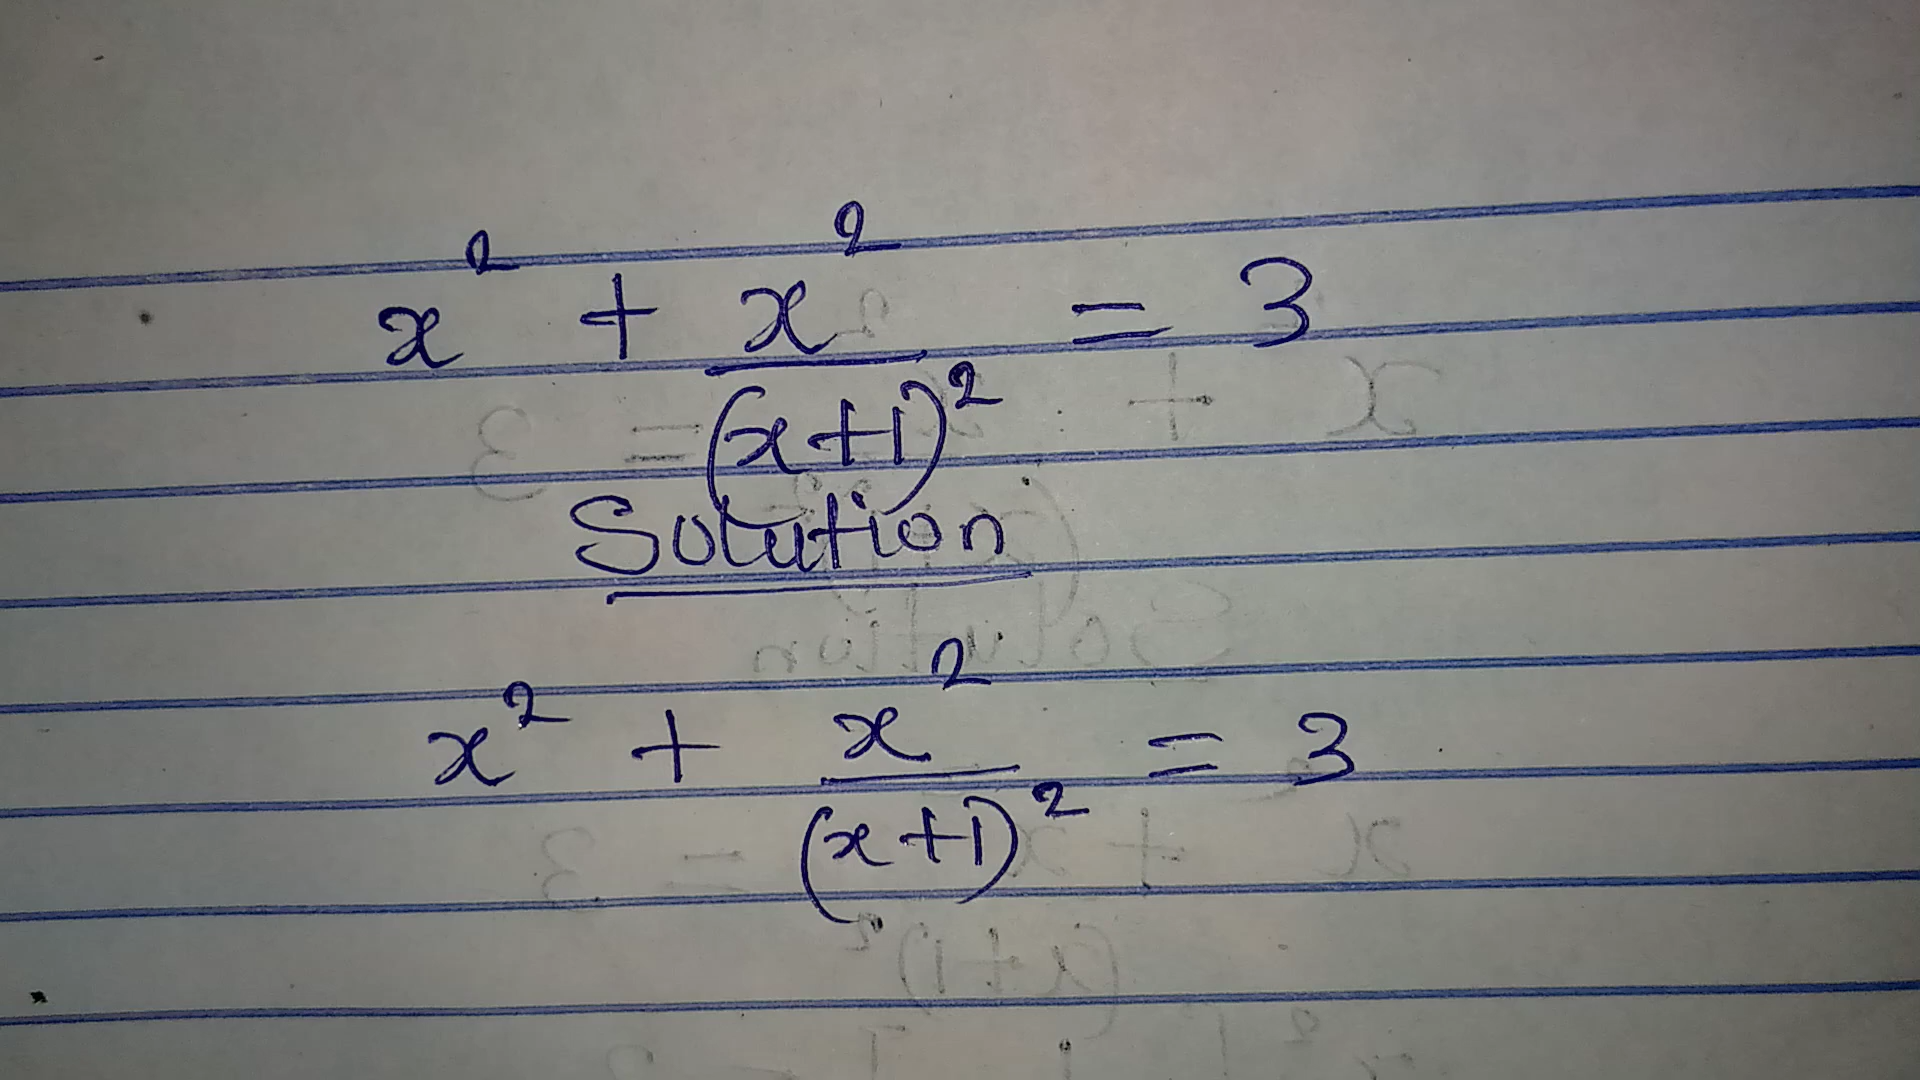 x² + x² = 3
(x+1)²
Solution
x² + x² = 3
(x+1)²